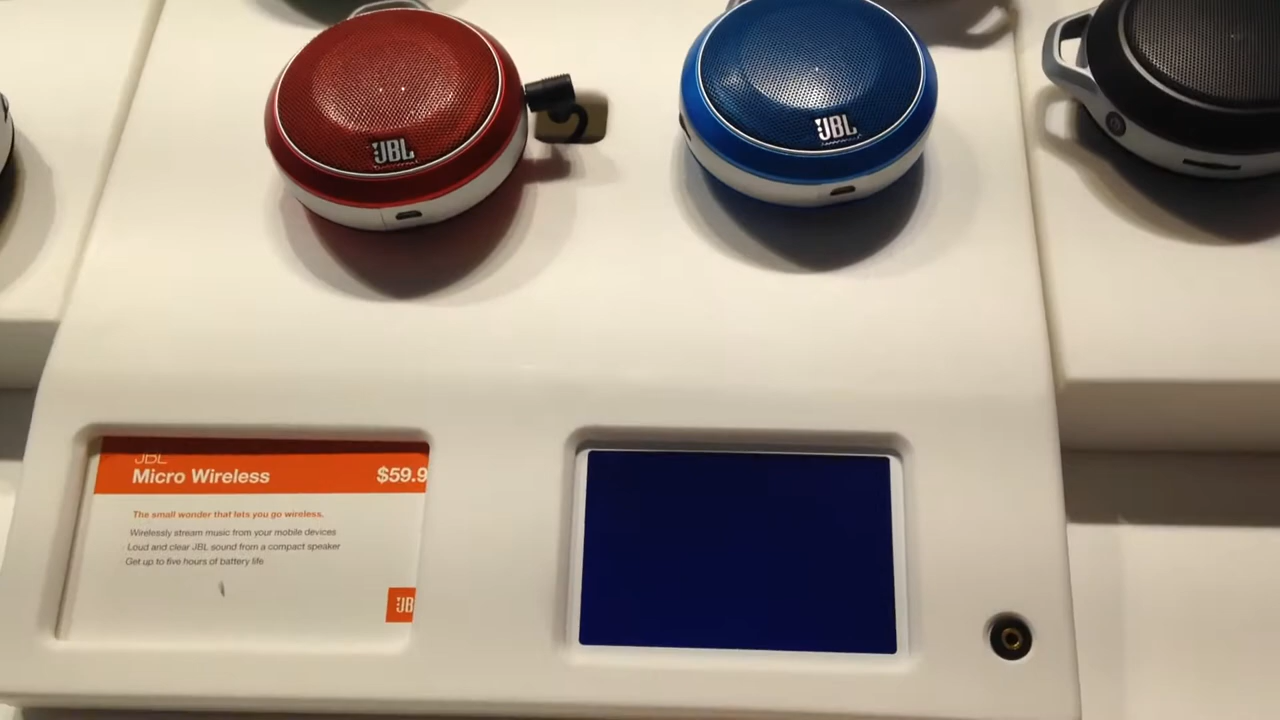 JBL
JBL
JBL
Micro Wireless
$59.9
The small wonder that lets you go wireless.
Wirelessly stream music from your mobile devices
Loud and clear JBL sound from a compact speaker
Get up to five hours of battery life
JB